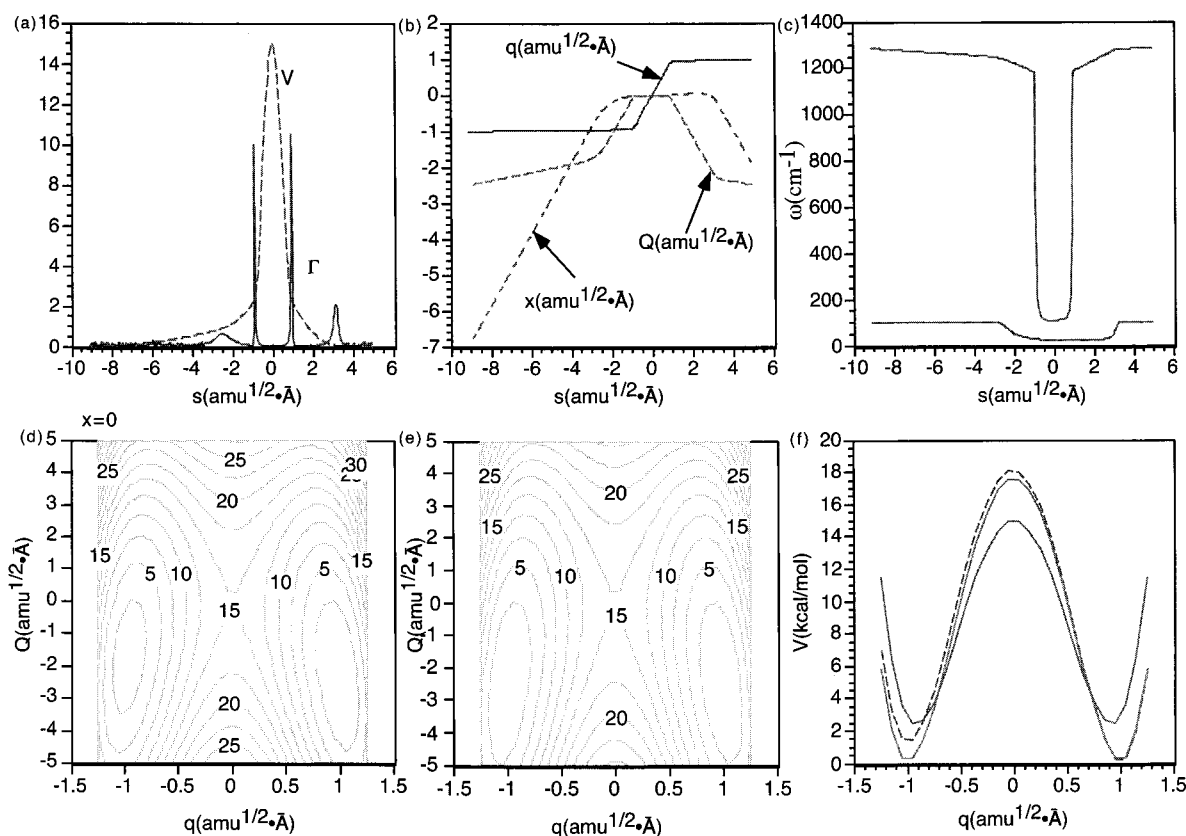 (a)
16
14
12
10
8
6
4
2
0
V
Γ
-10 -8 -6 -4 -2 0 2 4 6
s(amu1/2•Å)
(b)
2
1
0
-1
-2
-3
-4
-5
-6
-7
q(amu1/2•Å)
Q(amu1/2•Å)
x(amu1/2•Å)
-10 -8 -6 -4 -2 0 2 4 6
s(amu1/2•Å)
(c)
1400
1200
1000
800
600
400
200
0
ω(cm-1)
-10 -8 -6 -4 -2 0 2 4 6
s(amu1/2•Å)
x=0
(d)
5
4
3
2
1
0
-1
-2
-3
-4
-5
Q(amu1/2•Å)
25 25 30
20
15 15
5 10 10 5
15
20
25
-1.5 -1 -0.5 0 0.5 1 1.5
q(amu1/2•Å)
(e)
5
4
3
2
1
0
-1
-2
-3
-4
-5
Q(amu1/2•Å)
25 25
20
15 15
5 10 10 5
15
20
-1.5 -1 -0.5 0 0.5 1 1.5
q(amu1/2•Å)
(f)
20
18
16
14
12
10
8
6
4
2
0
V(kcal/mol)
-1.5 -1 -0.5 0 0.5 1 1.5
q(amu1/2•Å)